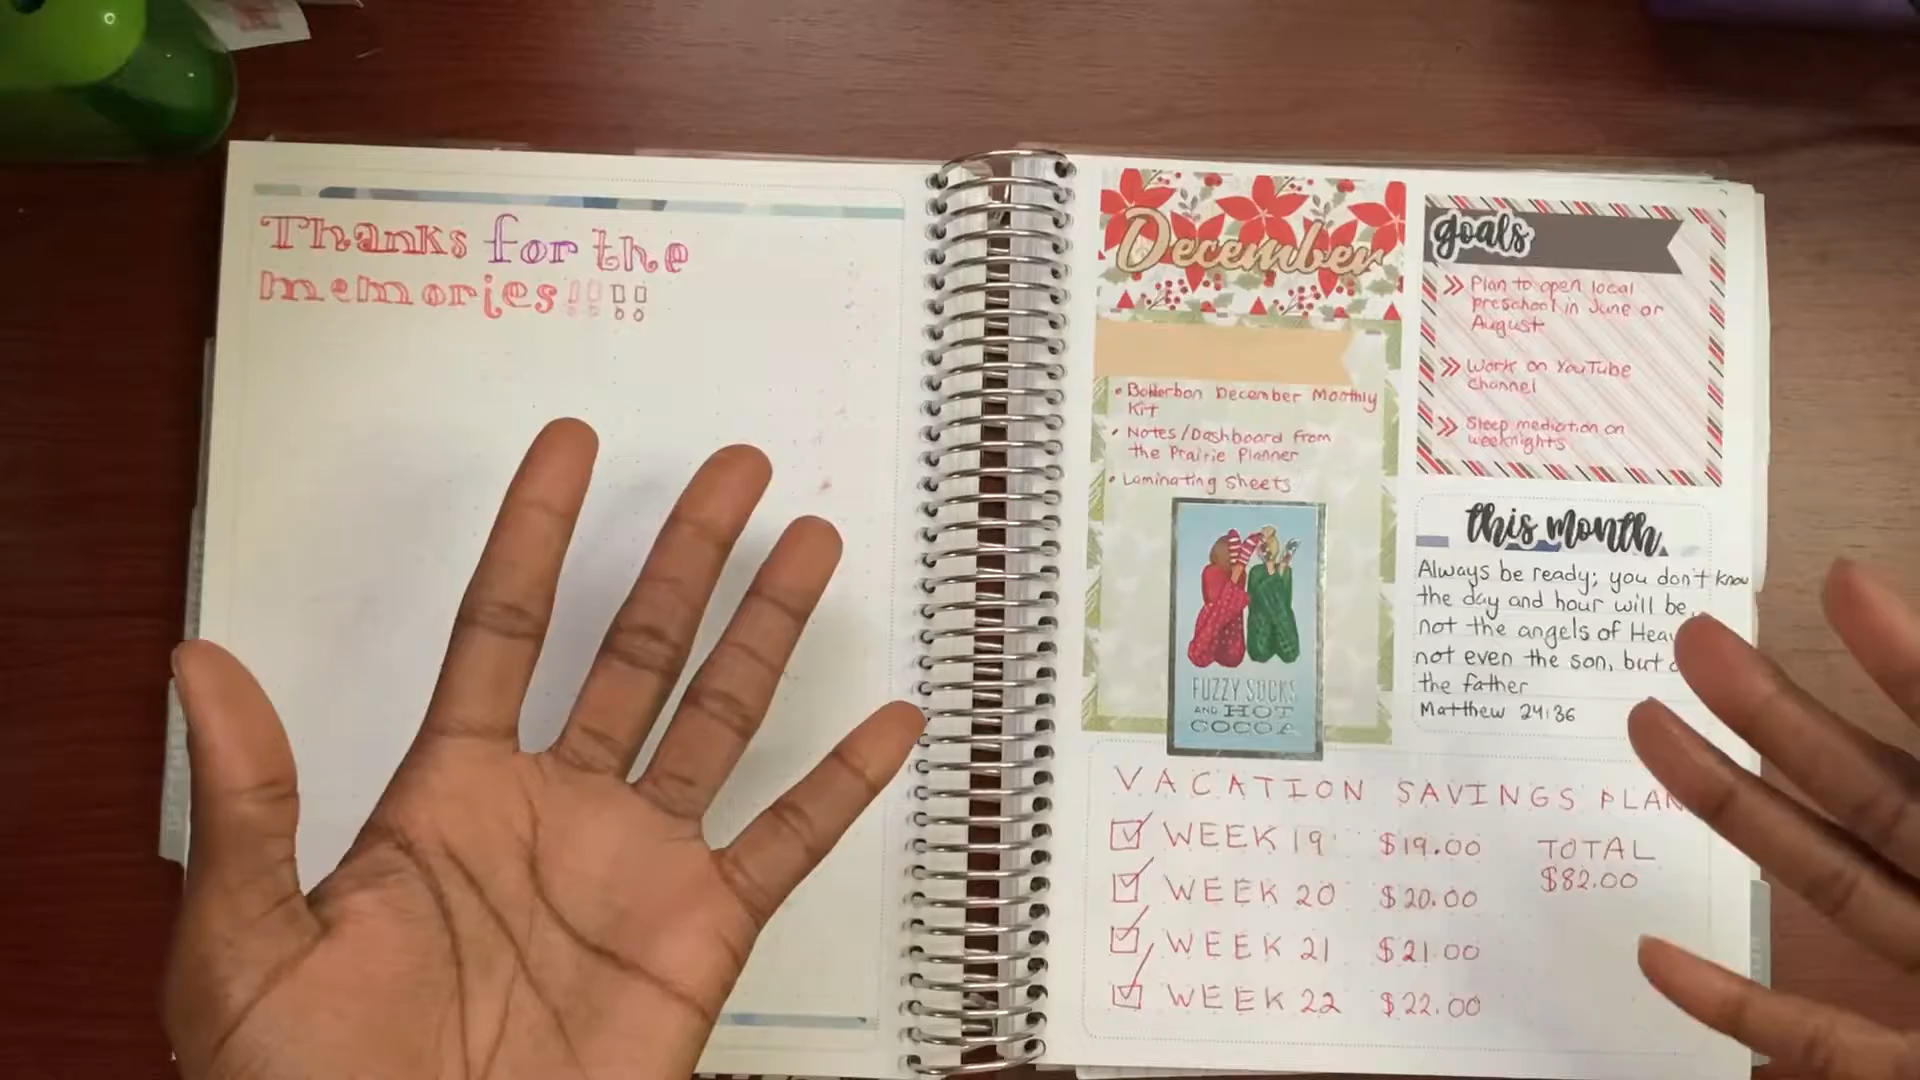 Thanks for the
memories!!!!
December
• Botterbon December Monthly
Kit
• Notes/Dashboard from
the Prairie Planner
• Laminating Sheets
FUZZY SOCKS
AND HOT
COCOA
goals
Plan to open local
preschool in June or
August
Work on YouTube
Channel
Sleep mediation on
weeknights
this month
Always be ready; you don't know
the day and hour will be,
not the angels of
not even the son, but
the father
Matthew 24:36
VACATION SAVINGS PLAN
WEEK 19 $19.00
WEEK 20 $20.00
WEEK 21 $21.00
WEEK 22 $22.00
TOTAL
$82.00